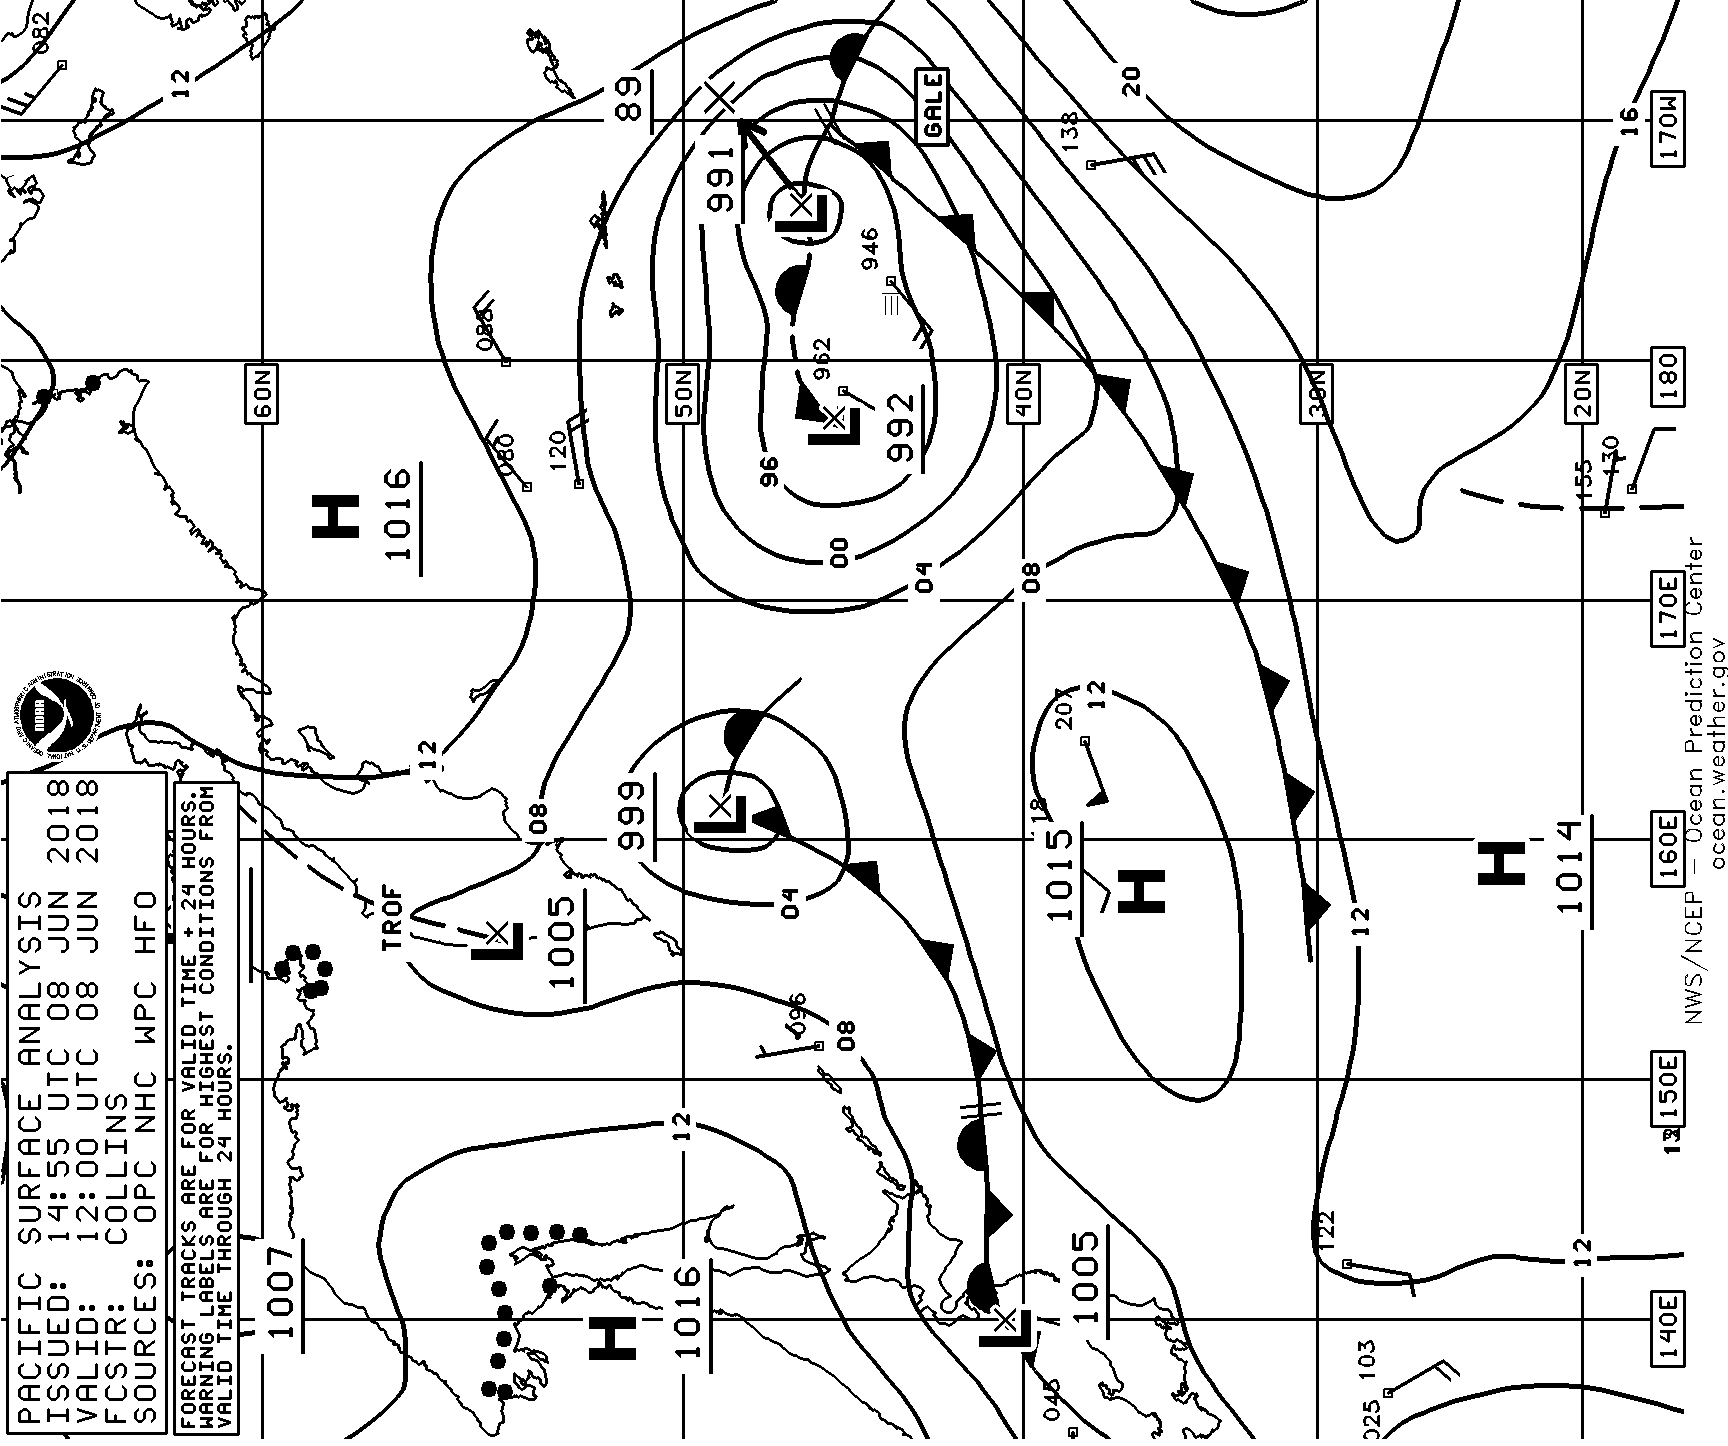 PACIFIC SURFACE ANALYSIS
ISSUED: 14:55 UTC 08 JUN 2018
VALID: 12:00 UTC 08 JUN 2018
FCSTR: COLLINS
SOURCES: OPC NHC WPC HFO
FORECAST TRACKS ARE FOR VALID TIME + 24 HOURS.
WARNING LABELS ARE FOR HIGHEST CONDITIONS FROM
VALID TIME THROUGH 24 HOURS.
1007
NOAA
082
12
60N
H
1016
12
TROF
L
1005
08
080
120
H
1016
12
999
L
04
08
096
89
991
L
GALE
946
962
L
992
96
00
04
08
50N
40N
30N
20N
138
20
16
12
207
18
1015
H
12
H
1014
L
1005
045
122
12
103
025
155
130
170W
180
170E
160E
150E
140E
NWS/NCEP – Ocean Prediction Center
ocean.weather.gov